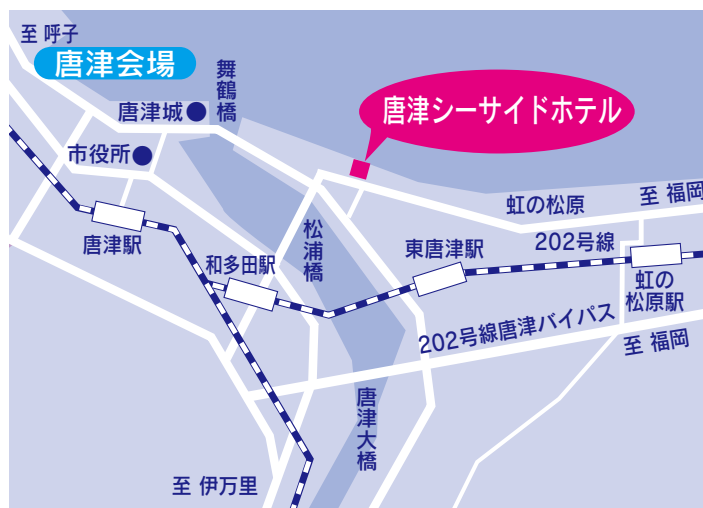 至 呼子
唐津会場
舞鶴橋
唐津城
唐津シーサイドホテル
市役所
虹の松原
至 福岡
唐津駅
松浦橋
和多田駅
東唐津駅
202号線
虹の
松原駅
202号線唐津バイパス
至 福岡
唐津大橋
至 伊万里